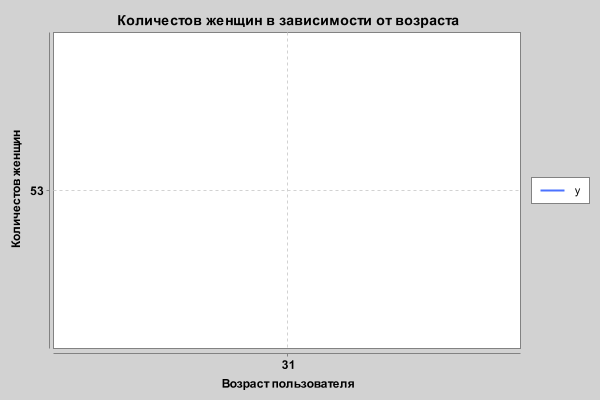 Количестов женщин в зависимости от возраста
Количестов женщин
53
y
31
Возраст пользователя